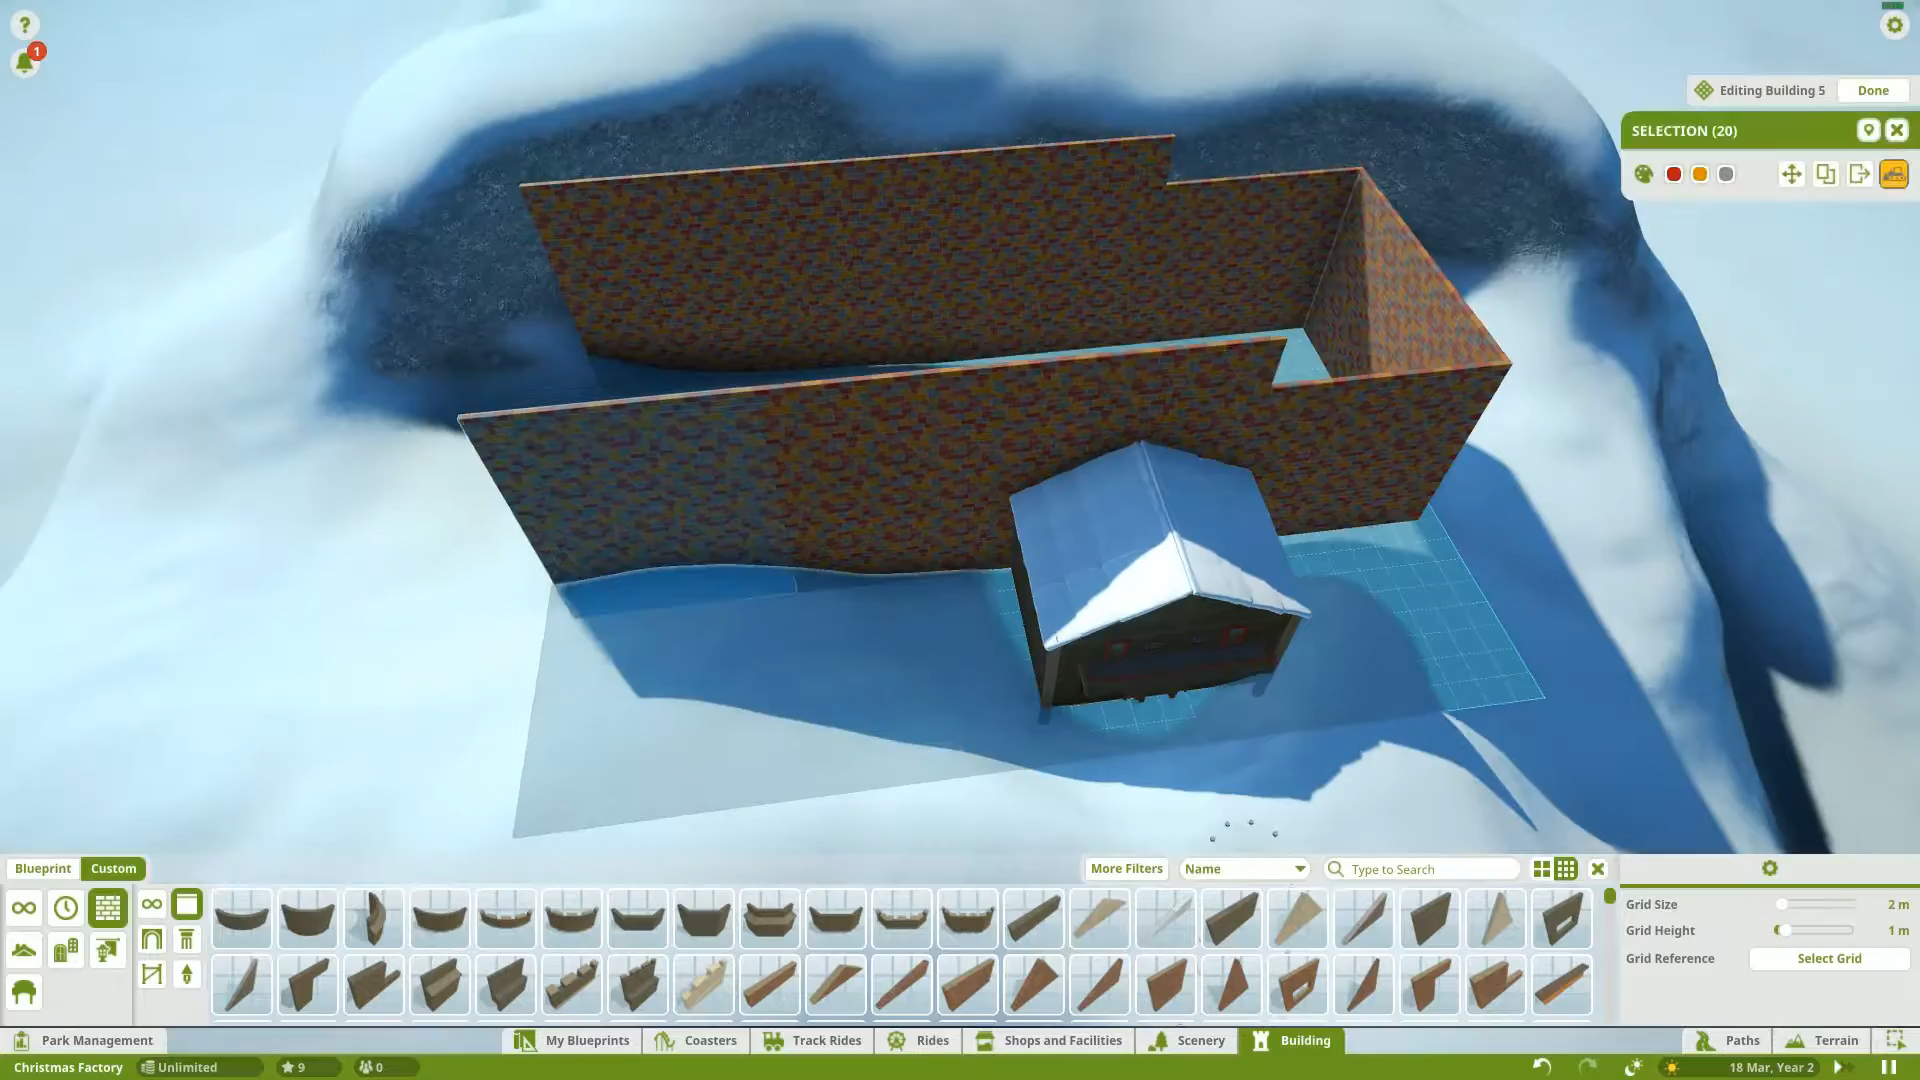 ?
1
Editing Building 5 Done
SELECTION (20)
Blueprint Custom
More Filters Name Type to Search
Grid Size 2 m
Grid Height 1 m
Grid Reference Select Grid
Park Management My Blueprints Coasters Track Rides Rides Shops and Facilities Scenery Building Paths Terrain
Christmas Factory Unlimited 9 0 18 Mar, Year 2